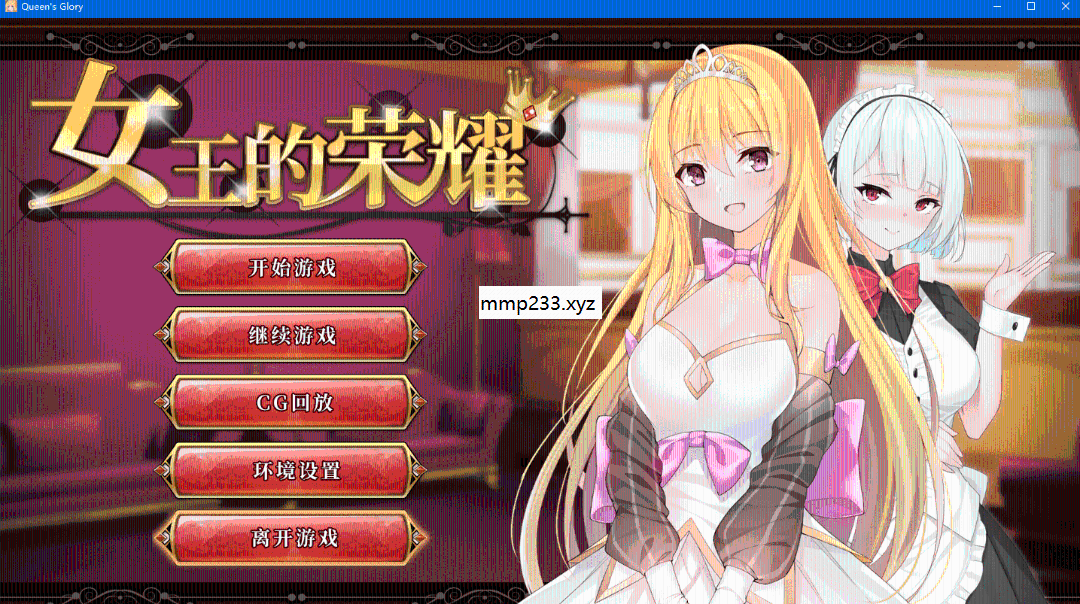 Queen's Glory
女王的荣耀
开始游戏
mmp233.xyz
继续游戏
CG回放
环境设置
离开游戏